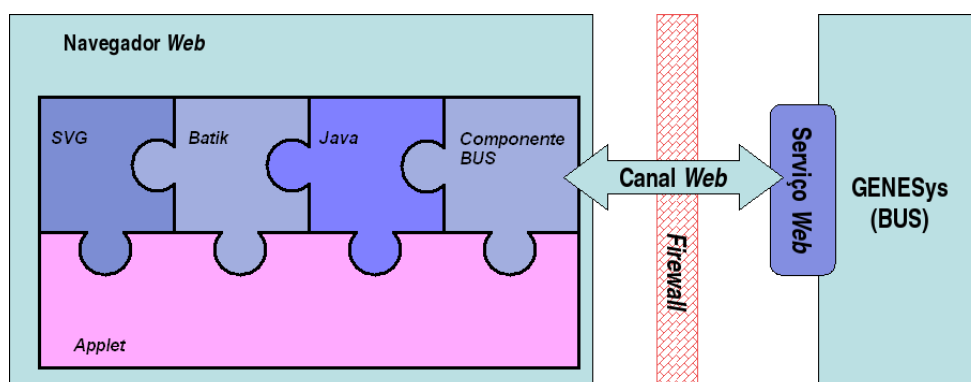 Navegador Web
SVG
Batik
Java
Componente
BUS
Applet
Canal Web
Firewall
Serviço Web
GENESys
(BUS)